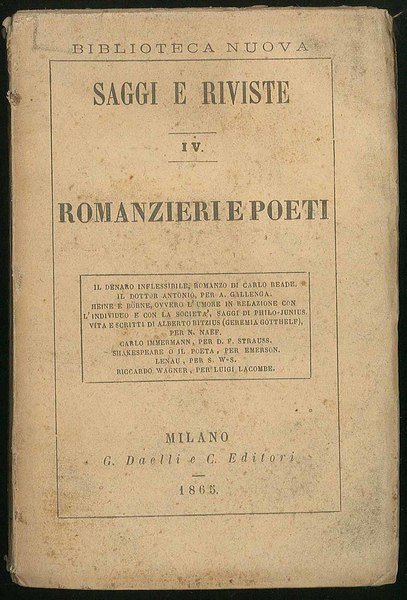 BIBLIOTECA NUOVA
SAGGI E RIVISTE
IV.
ROMANZIERI E POETI
IL DENARO INFLESSIBILE, ROMANZO DI CARLO READE.
IL DOTTOR ANTONIO, PER A. GALLENGA.
HEINE E BÖRNE, OVVERO L'UMORE IN RELAZIONE CON
L'INDIVIDUO E CON LA SOCIETA', SAGGI DI PHILO-JUNIUS.
VITA E SCRITTI DI ALBERTO BITZIUS (GEREMIA GOTTHELF),
PER N. NAEF.
CARLO IMMERMANN, PER D. F. STRAUSS.
SHAKESPEARE O IL POETA, PER EMERSON.
LENAU, PER S. W-S.
RICCARDO WAGNER, PER LUIGI LACOMBE.
MILANO
G. Daelli e C. Editori
1865.